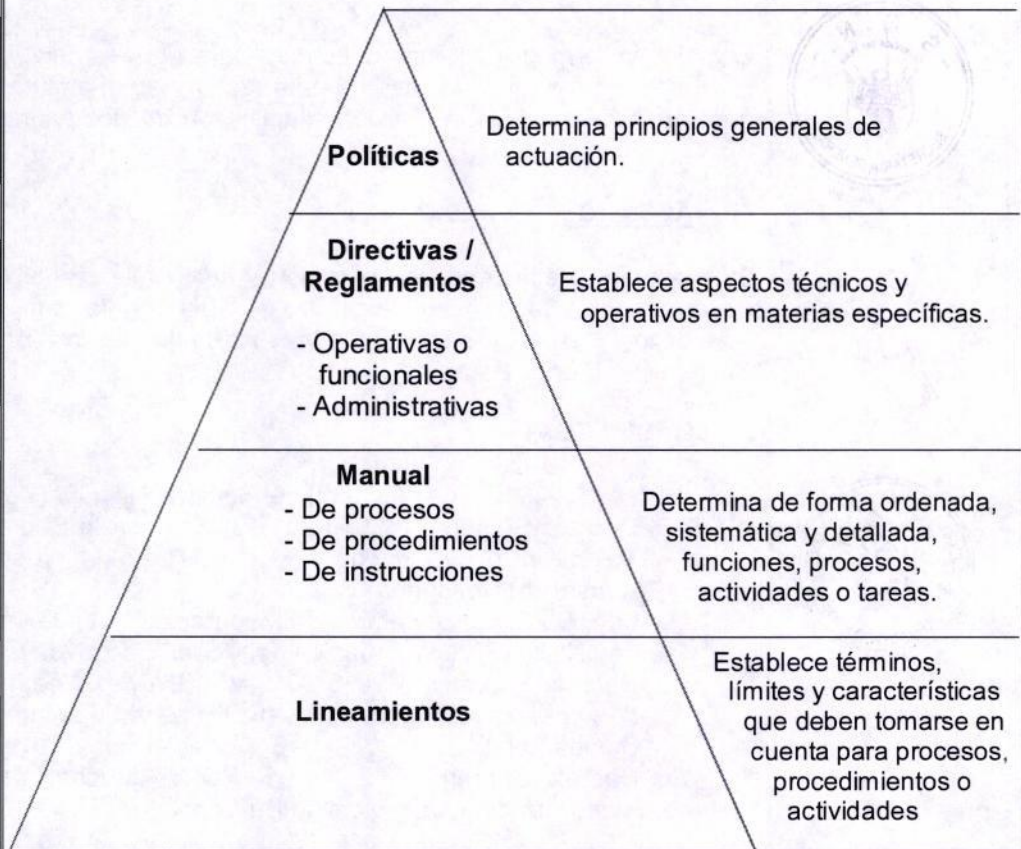 Políticas
Determina principios generales de
actuación.
Directivas /
Reglamentos
- Operativas o
funcionales
- Administrativas
Establece aspectos técnicos y
operativos en materias específicas.
Manual
- De procesos
- De procedimientos
- De instrucciones
Determina de forma ordenada,
sistemática y detallada,
funciones, procesos,
actividades o tareas.
Lineamientos
Establece términos,
límites y características
que deben tomarse en
cuenta para procesos,
procedimientos o
actividades